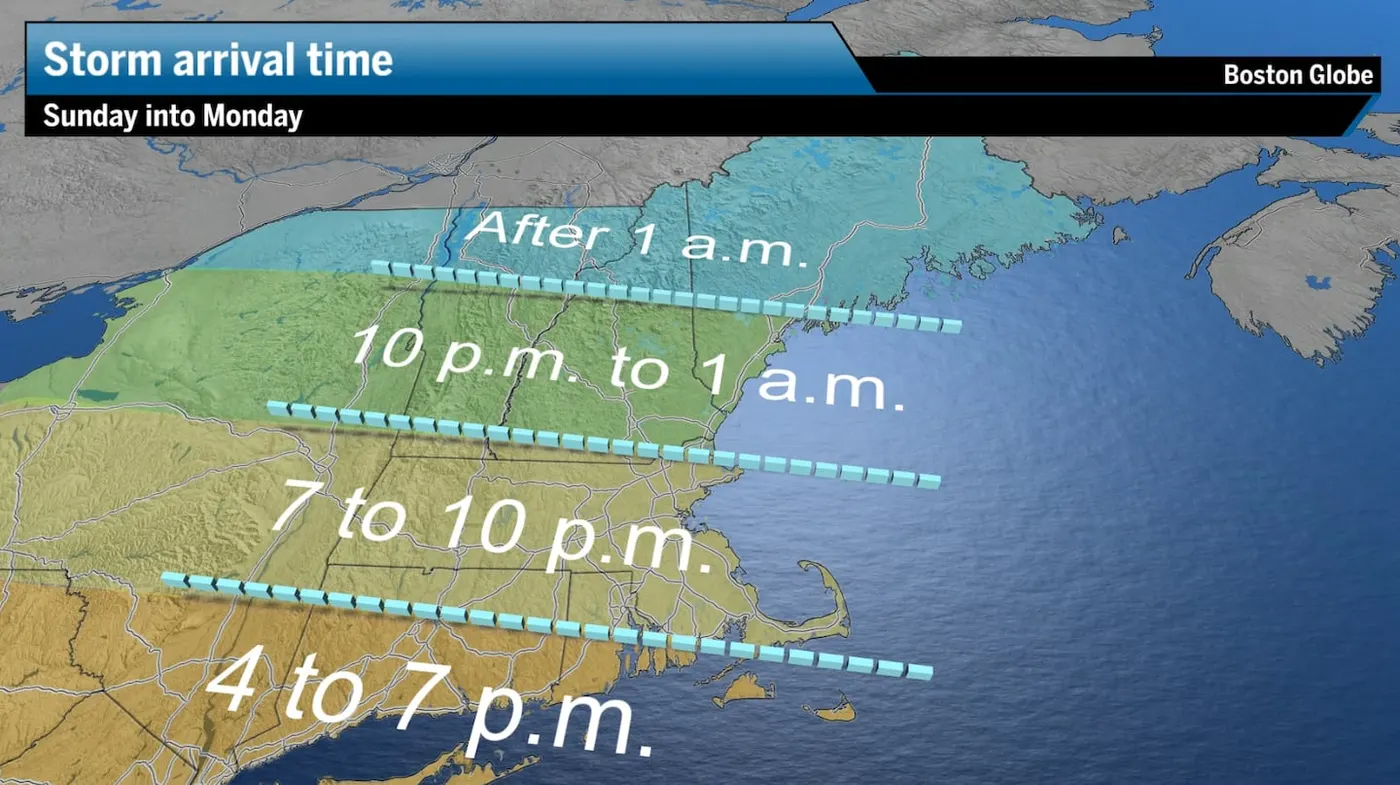 Storm arrival time
Boston Globe
Sunday into Monday
After 1 a.m.
10 p.m. to 1 a.m.
7 to 10 p.m.
4 to 7 p.m.